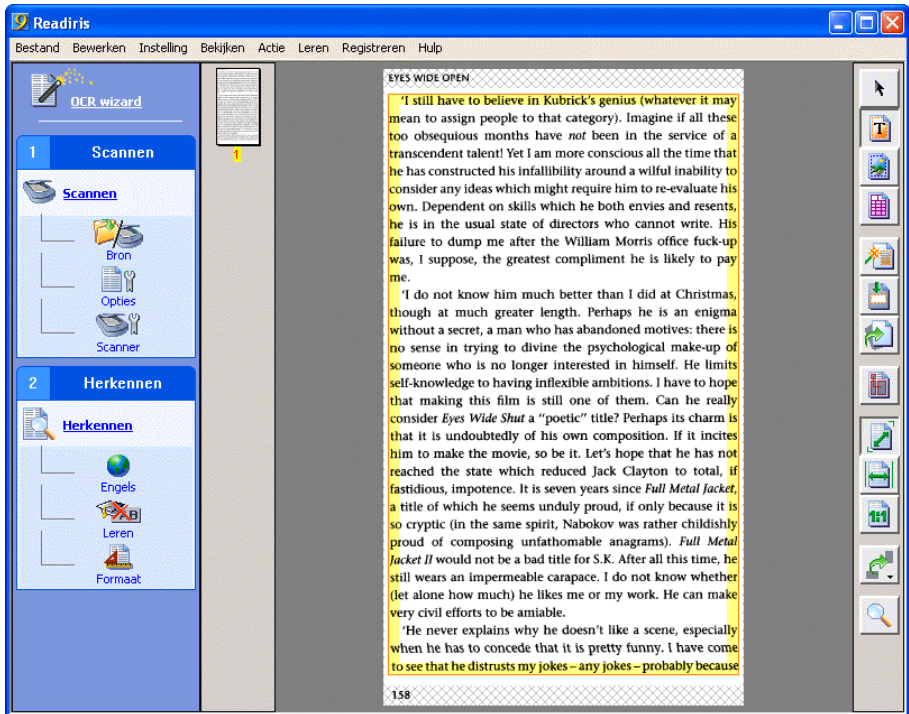 Readiris
Bestand Bewerken Instelling Bekijken Actie Leren Registreren Hulp
OCR wizard
1 Scannen
Scannen
Bron
Opties
Scanner
2 Herkennen
Herkennen
Engels
Leren
Formaat
1
EYES WIDE OPEN
'I still have to believe in Kubrick's genius (whatever it may
mean to assign people to that category). Imagine if all these
too obsequious months have not been in the service of a
transcendent talent! Yet I am more conscious all the time that
he has constructed his infallibility around a wilful inability to
consider any ideas which might require him to re-evaluate his
own. Dependent on skills which he both envies and resents,
he is in the usual state of directors who cannot write. His
failure to dump me after the William Morris office fuck-up
was, I suppose, the greatest compliment he is likely to pay
me.
'I do not know him much better than I did at Christmas,
though at much greater length. Perhaps he is an enigma
without a secret, a man who has abandoned motives: there is
no sense in trying to divine the psychological make-up of
someone who is no longer interested in himself. He limits
self-knowledge to having inflexible ambitions. I have to hope
that making this film is still one of them. Can he really
consider Eyes Wide Shut a "poetic" title? Perhaps its charm is
that it is undoubtedly of his own composition. If it incites
him to make the movie, so be it. Let's hope that he has not
reached the state which reduced Jack Clayton to total, if
fastidious, impotence. It is seven years since Full Metal Jacket,
a title of which he seems unduly proud, if only because it is
so cryptic (in the same spirit, Nabokov was rather childishly
proud of composing unfathomable anagrams). Full Metal
Jacket II would not be a bad title for S.K. After all this time, he
still wears an impermeable carapace. I do not know whether
(let alone how much) he likes me or my work. He can make
very civil efforts to be amiable.
'He never explains why he doesn't like a scene, especially
when he has to concede that it is pretty funny. I have come
to see that he distrusts my jokes – any jokes – probably because
158
T
1:1